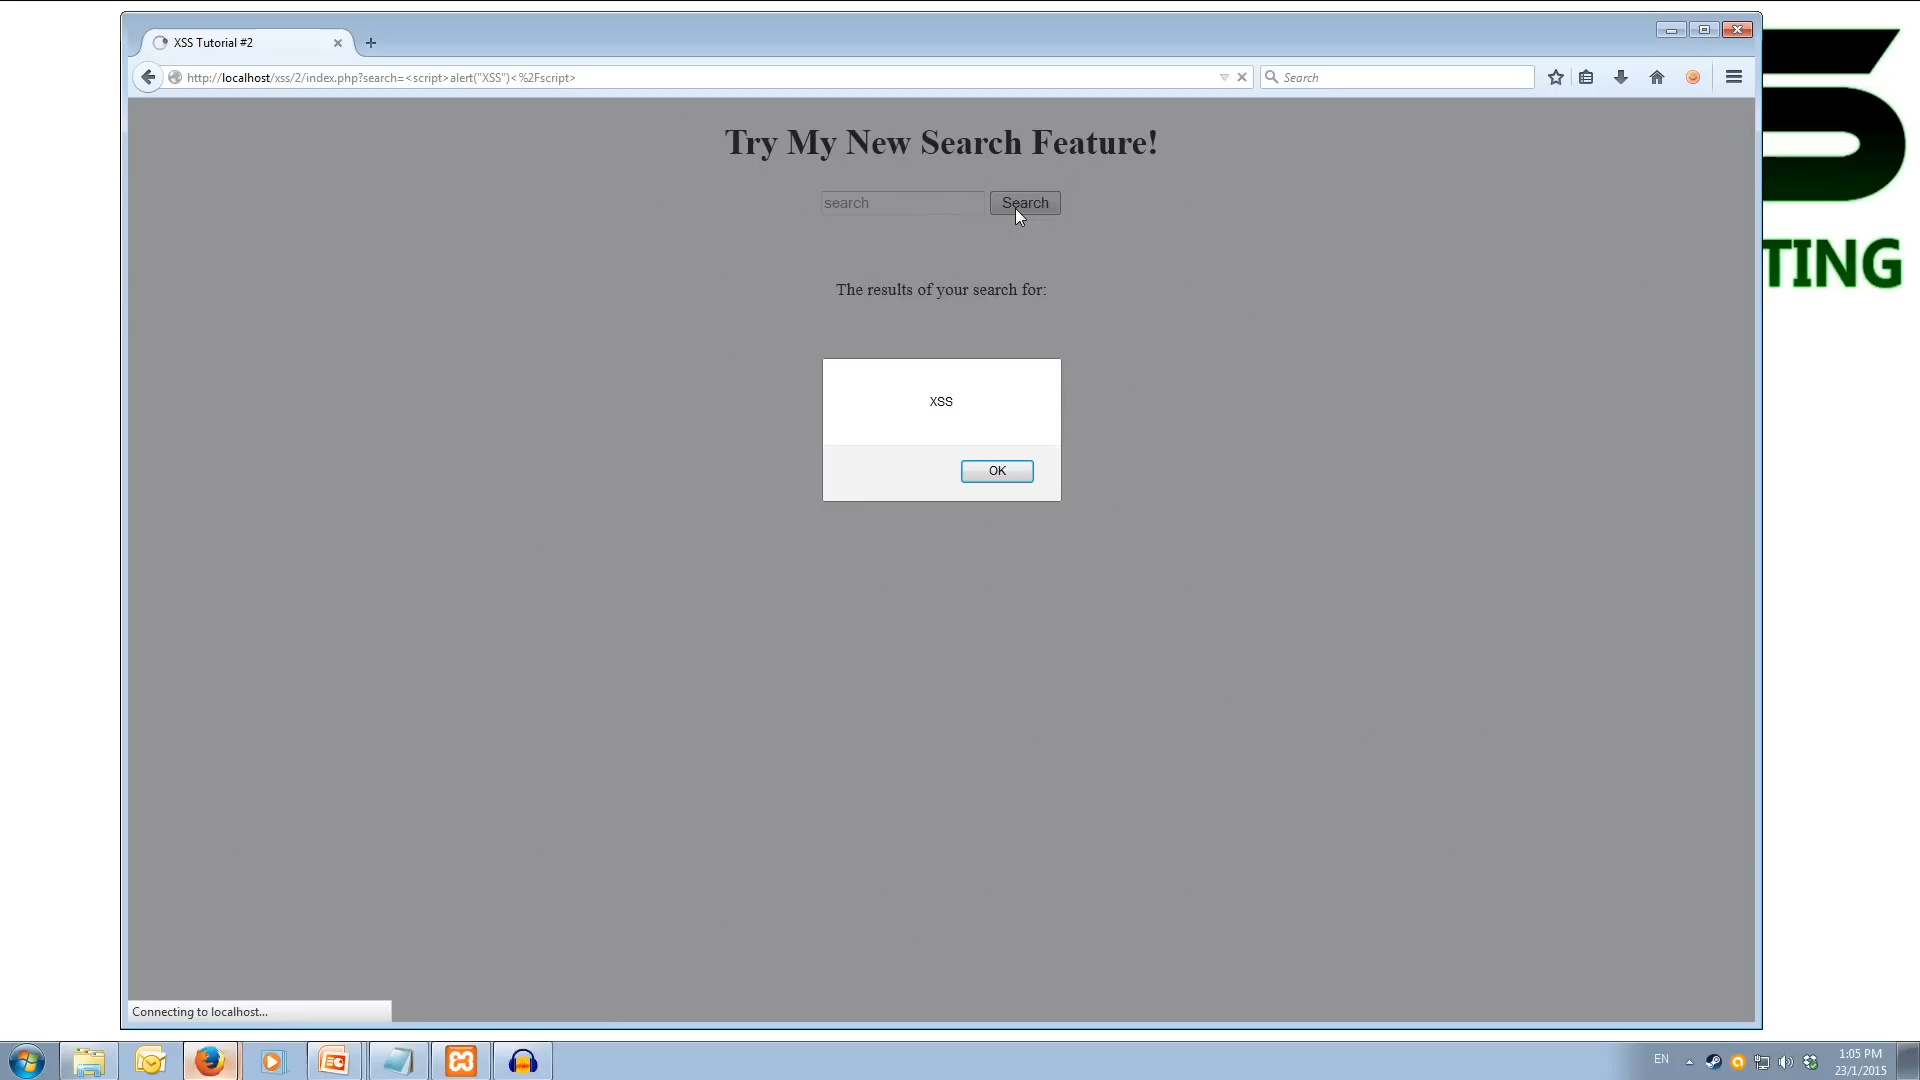 XSS Tutorial #2
http://localhost/xss/2/index.php?search=<script>alert("XSS")<%2Fscript>
Search
Try My New Search Feature!
search
Search
The results of your search for:
XSS
OK
TING
Connecting to localhost...
EN
1:05 PM
23/1/2015